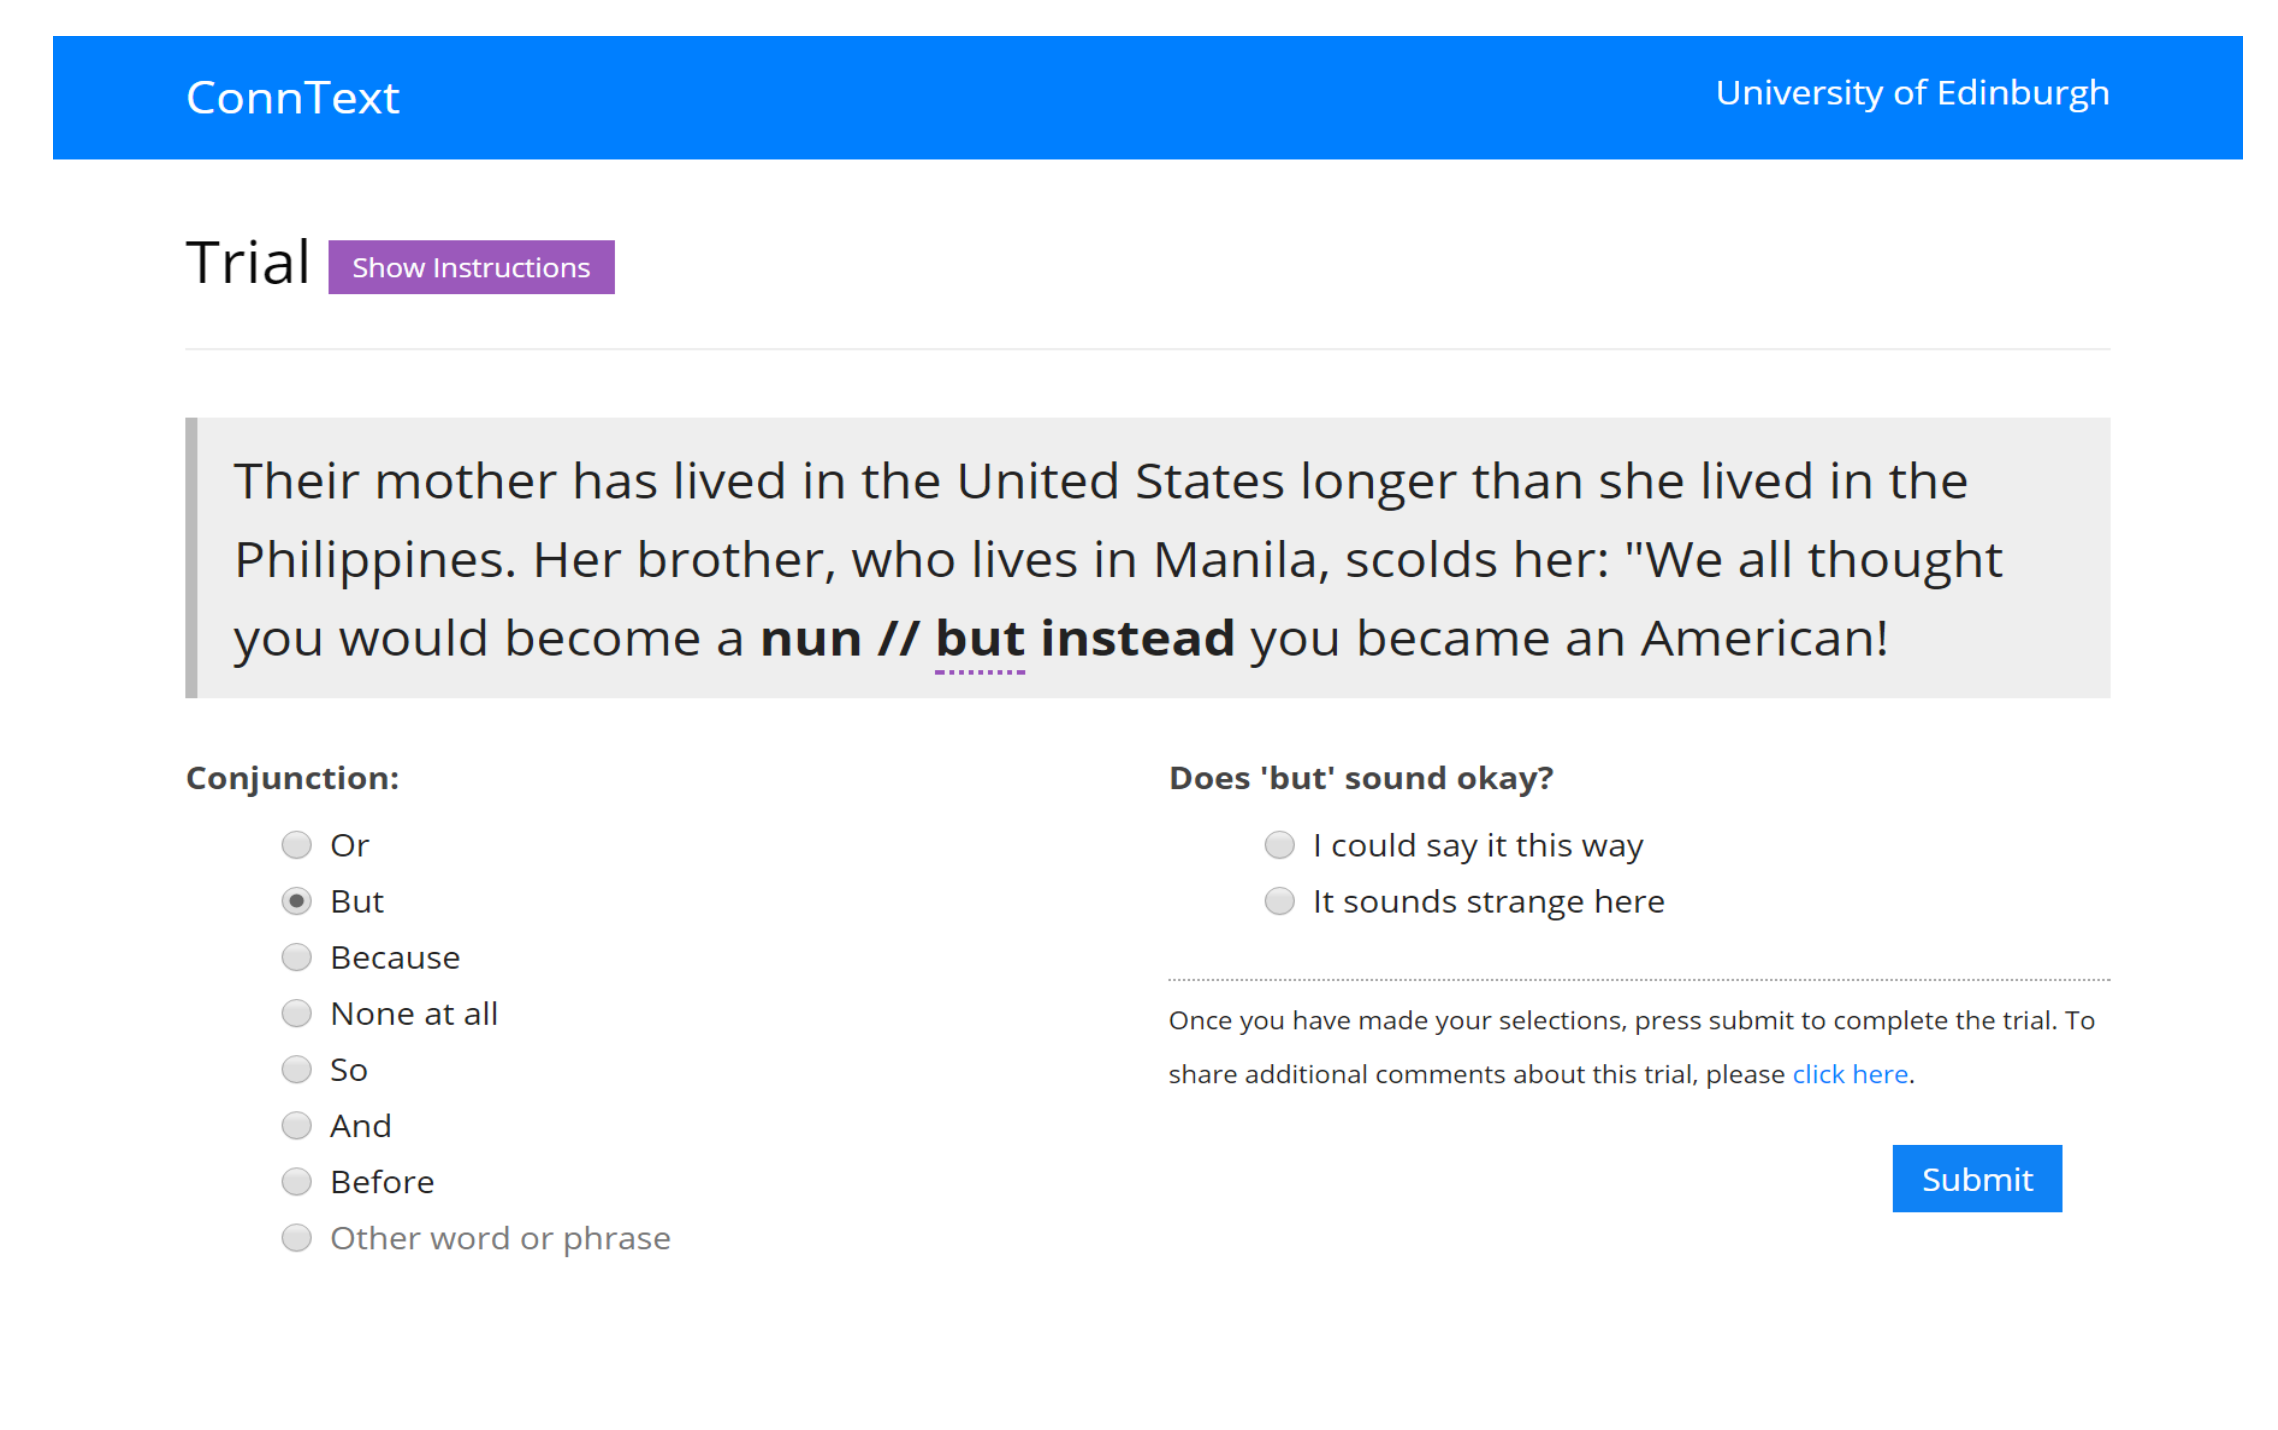 ConnText
University of Edinburgh
Trial
Show Instructions
Their mother has lived in the United States longer than she lived in the
Philippines. Her brother, who lives in Manila, scolds her: "We all thought
you would become a nun // but instead you became an American!
Conjunction:
Or
But
Because
None at all
So
And
Before
Other word or phrase
Does 'but' sound okay?
I could say it this way
It sounds strange here
Once you have made your selections, press submit to complete the trial. To
share additional comments about this trial, please click here.
Submit